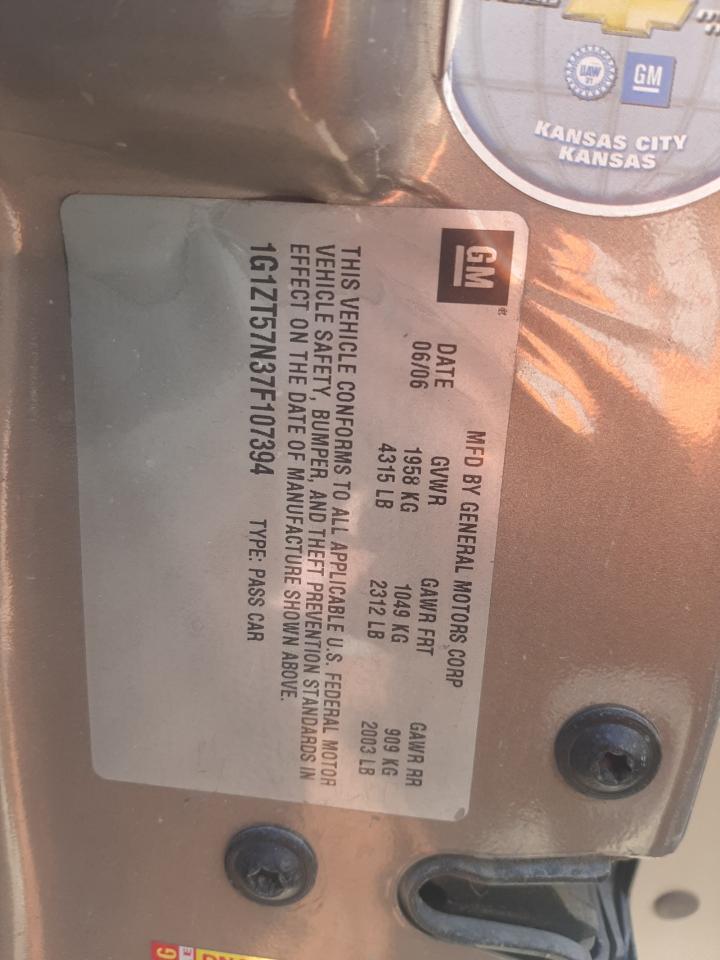 UAW
GM
KANSAS CITY
KANSAS
GM
MFD BY GENERAL MOTORS CORP
DATE GVWR GAWR FRT GAWR RR
06/06 1958 KG 1049 KG 909 KG
4315 LB 2312 LB 2003 LB
THIS VEHICLE CONFORMS TO ALL APPLICABLE U.S. FEDERAL MOTOR
VEHICLE SAFETY, BUMPER, AND THEFT PREVENTION STANDARDS IN
EFFECT ON THE DATE OF MANUFACTURE SHOWN ABOVE.
1G1ZT57N37F107394 TYPE: PASS CAR